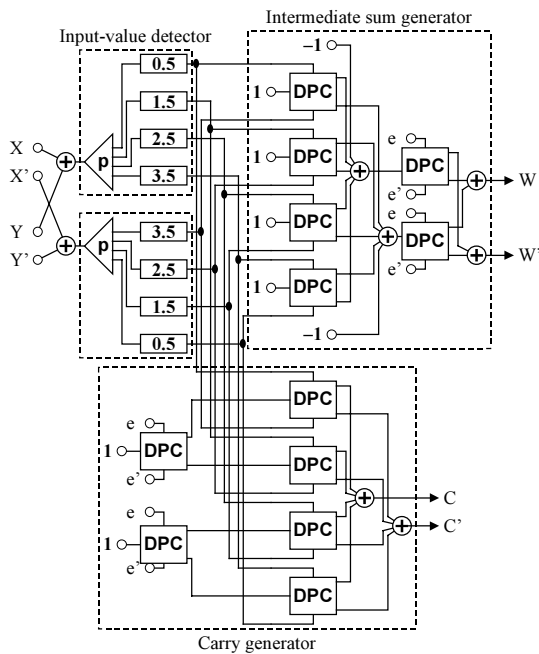 Intermediate sum generator
Input-value detector
−1
0.5
1
DPC
1.5
X
e
2.5
1
DPC
DPC
p
W
X’
3.5
e’
e
1
DPC
DPC
Y
3.5
W’
p
Y’
2.5
1
DPC
e’
1.5
0.5
−1
e
DPC
1
DPC
e’
DPC
C
e
1
DPC
DPC
C’
e’
DPC
Carry generator